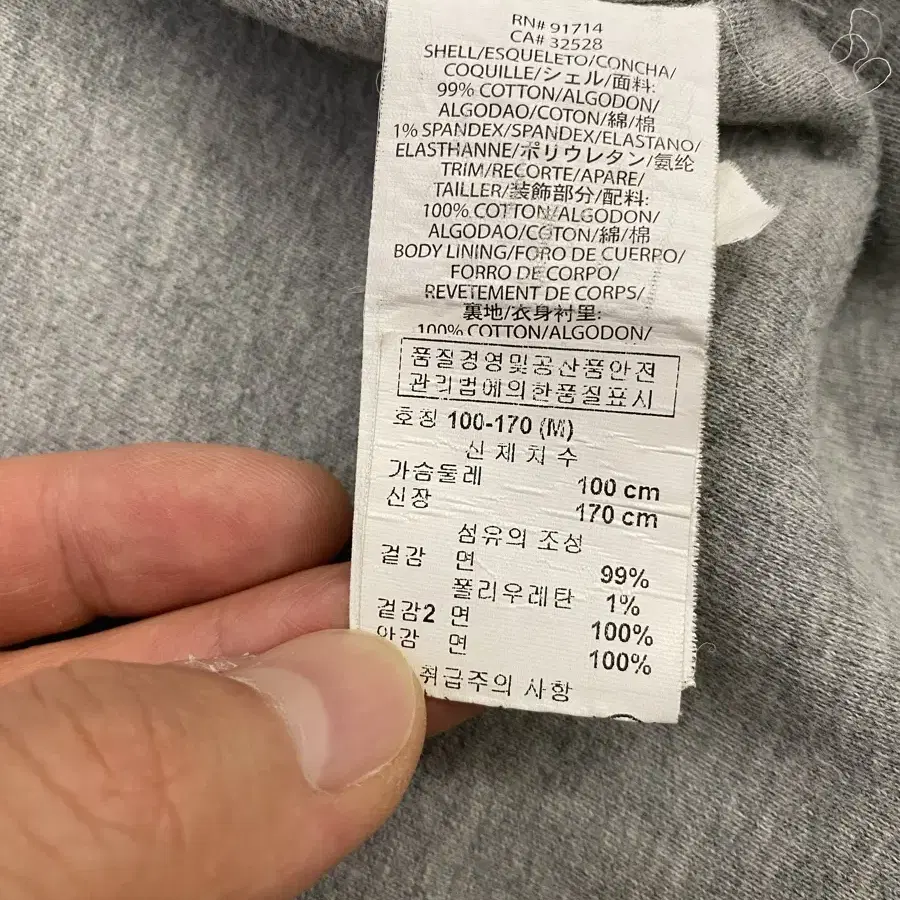 RN# 91714
CA# 32528
SHELL/ESQUELETO/CONCHA/
COQUILLE/シェル/面料:
99% COTTON/ALGODON/
ALGODAO/COTON/綿/棉
1% SPANDEX/SPANDEX/ELASTANO/
ELASTHANNE/ポリウレタン/氨纶
TRIM/RECORTE/APARE/
TAILLER/装飾部分/配料:
100% COTTON/ALGODON/
ALGODAO/COTON/綿/棉
BODY LINING/FORO DE CUERPO/
FORRO DE CORPO/
REVETEMENT DE CORPS/
裏地/衣身衬里:
100% COTTON/ALGODON/
품질경영및공산품안전
관리법에의한품질표시
호칭 100-170 (M)
신체치수
가슴둘레 100 cm
신장 170 cm
섬유의 조성
겉감 면 99%
폴리우레탄 1%
겉감2 면 100%
안감 면 100%
취급주의 사항